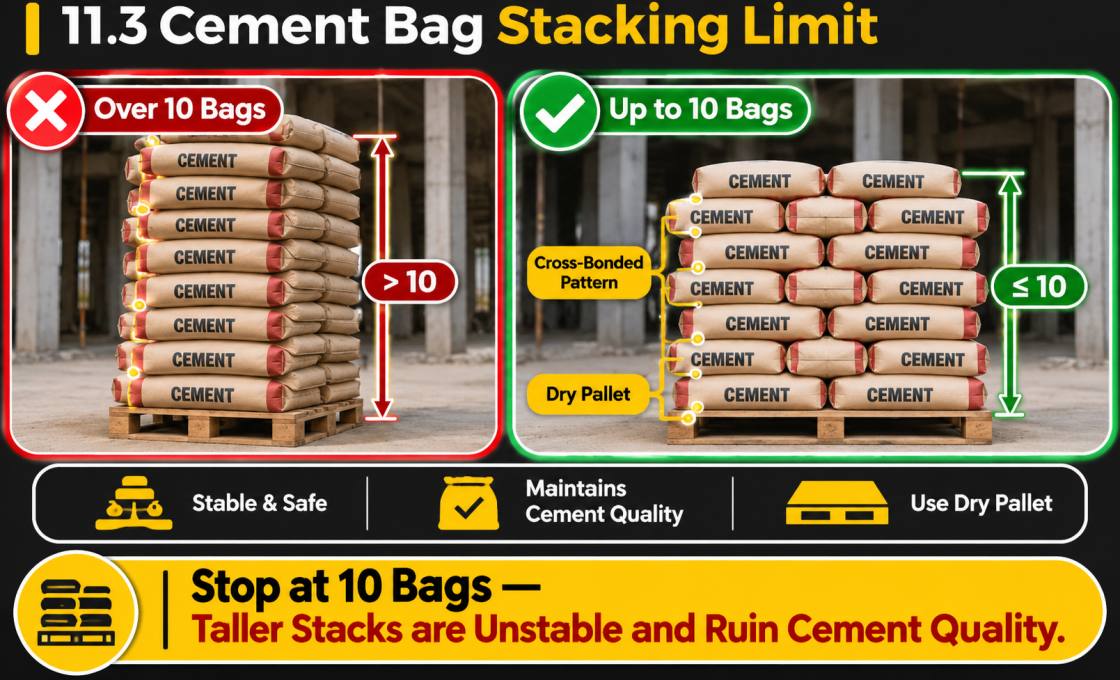 11.3 Cement Bag Stacking Limit
Over 10 Bags
CEMENT
CEMENT
CEMENT
CEMENT
CEMENT
CEMENT
CEMENT
CEMENT
> 10
Up to 10 Bags
CEMENT CEMENT
CEMENT CEMENT
CEMENT CEMENT
CEMENT CEMENT
CEMENT CEMENT
CEMENT CEMENT
CEMENT CEMENT
Cross-Bonded
Pattern
Dry Pallet
≤ 10
Stable & Safe
Maintains
Cement Quality
Use Dry Pallet
Stop at 10 Bags —
Taller Stacks are Unstable and Ruin Cement Quality.